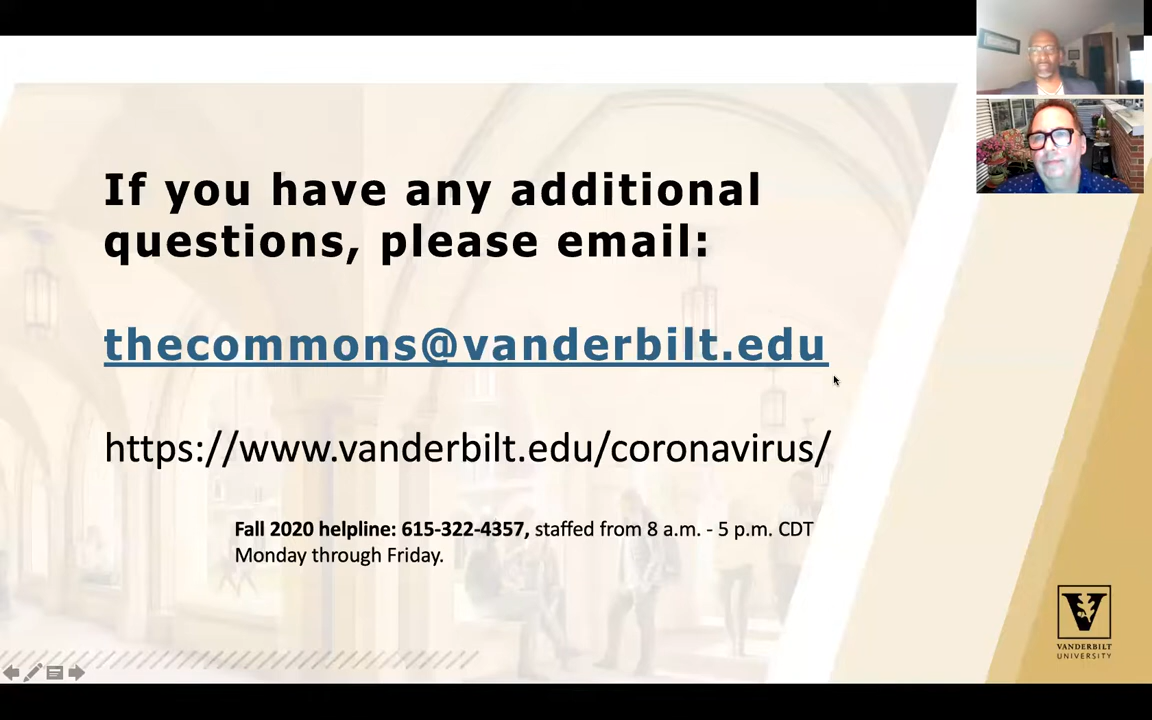 If you have any additional
questions, please email:
thecommons@vanderbilt.edu
https://www.vanderbilt.edu/coronavirus/
Fall 2020 helpline: 615-322-4357, staffed from 8 a.m. - 5 p.m. CDT
Monday through Friday.
V
VANDERBILT
UNIVERSITY